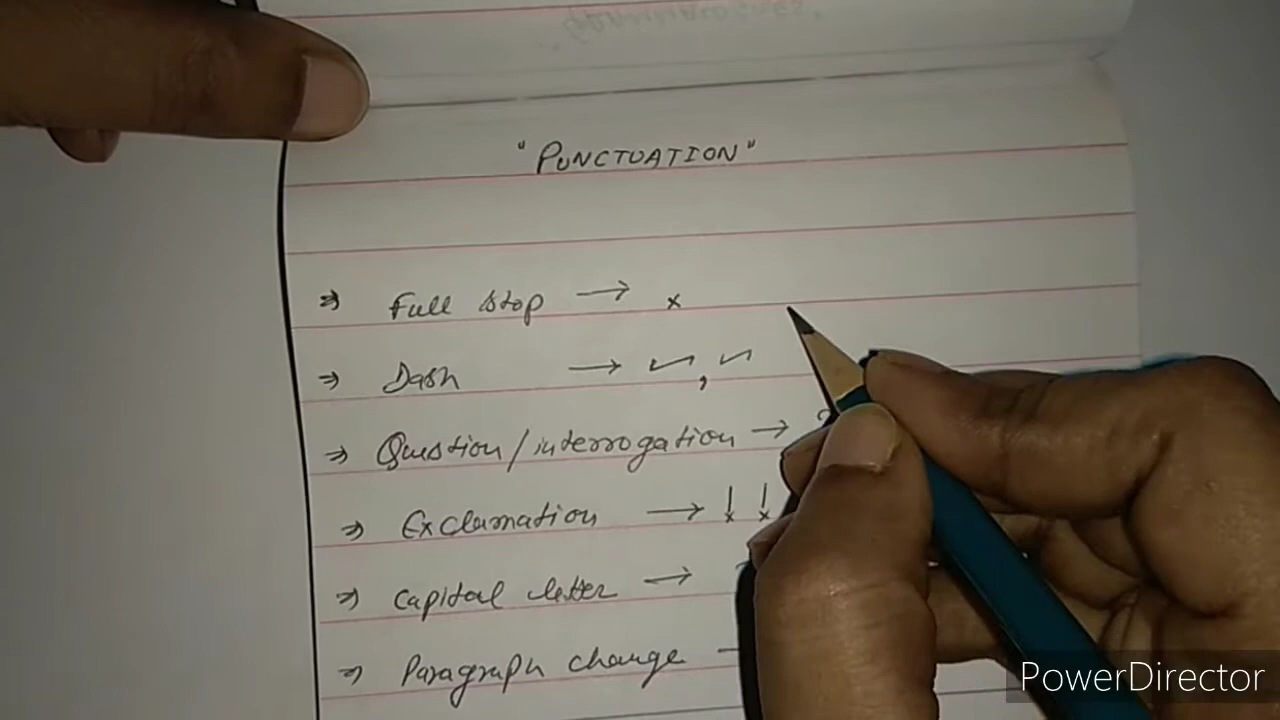 "PUNCTUATION"
⇒ Full stop → x
⇒ Dash → ,
⇒ Question/interrogation → ?
⇒ Exclamation →
⇒ Capital letter →
⇒ Paragraph change
PowerDirector